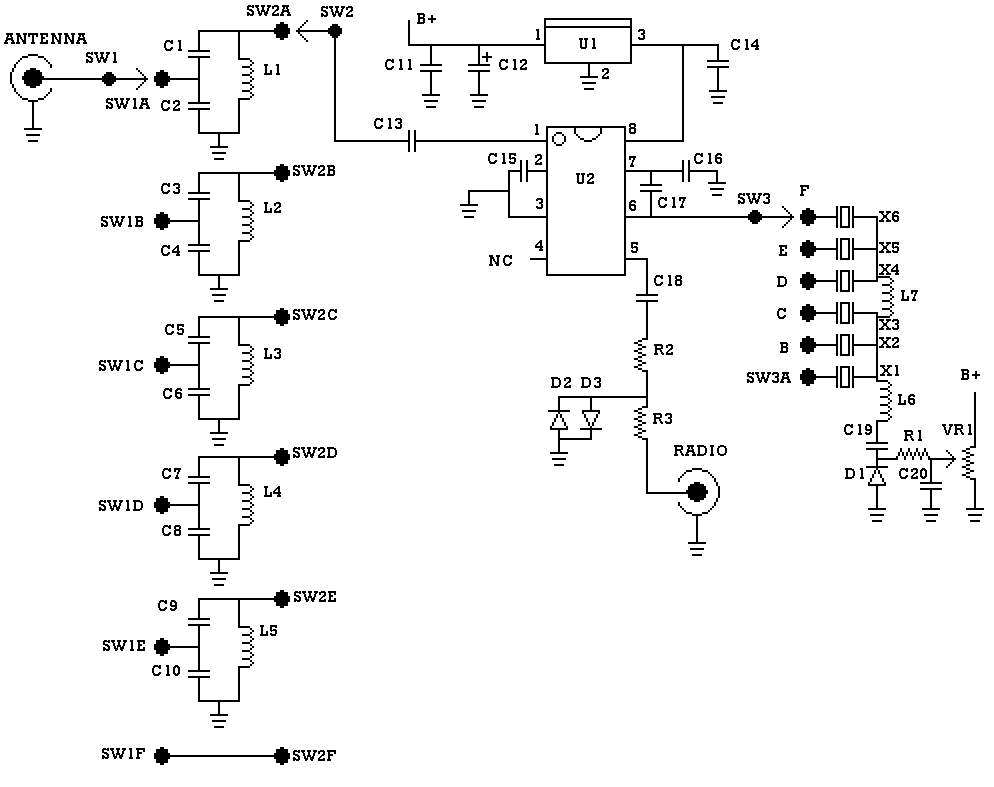 SW2A SW2
B+
ANTENNA
C1
1 U1 3
C14
SW1
L1
C11 + C12
2
SW1A C2
C13
1 8
C15 2 7 C16
SW2B
U2
C3
L2
3 6 C17
SW3 F
X6
SW1B
C4
4 5
E X5
NC
D X4
C18
L7
SW2C
C X3
C5
L3
R2
B X2
SW1C
C6
SW3A X1
B+
D2 D3
L6
R3
C19 R1 VR1
SW2D
RADIO
C7
D1 C20
L4
SW1D
C8
SW2E
C9
L5
SW1E
C10
SW1F SW2F